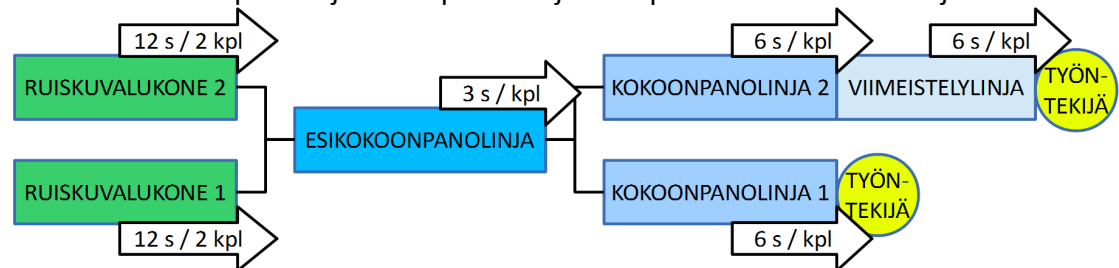 12 s / 2 kpl
6 s / kpl
6 s / kpl
RUISKUVALUKONE 2
KOKOONPANOLINJA 2
VIIMEISTELYLINJA
TYÖN-
TEKIJÄ
3 s / kpl
ESIKOKOONPANOLINJA
RUISKUVALUKONE 1
KOKOONPANOLINJA 1
TYÖN-
TEKIJÄ
12 s / 2 kpl
6 s / kpl